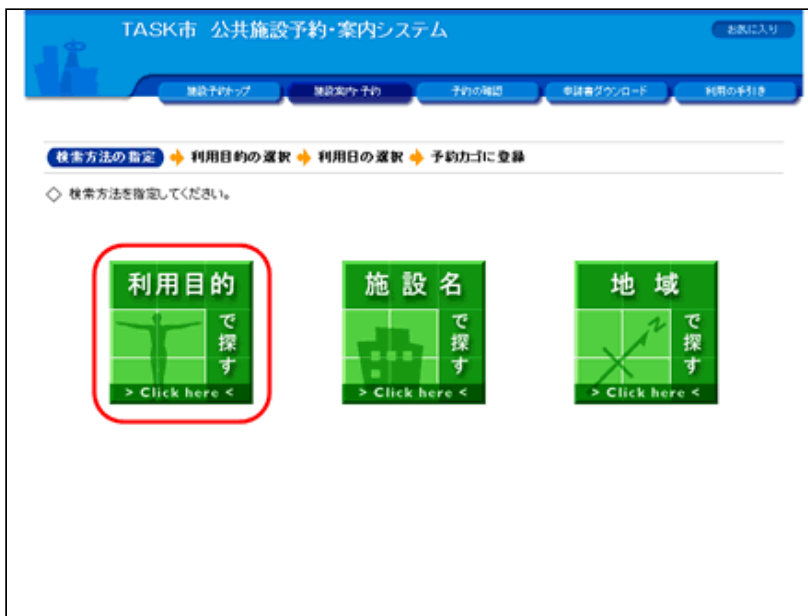 TASK市 公共施設予約・案内システム
お気に入り
施設予約トップ 施設案内・予約 予約の確認 申請書ダウンロード 利用の手引き
検索方法の指定 利用目的の選択 利用日の選択 予約カゴに登録
◇ 検索方法を指定してください。
利用目的 で探す
> Click here <
施設名 で探す
> Click here <
地域 で探す
> Click here <